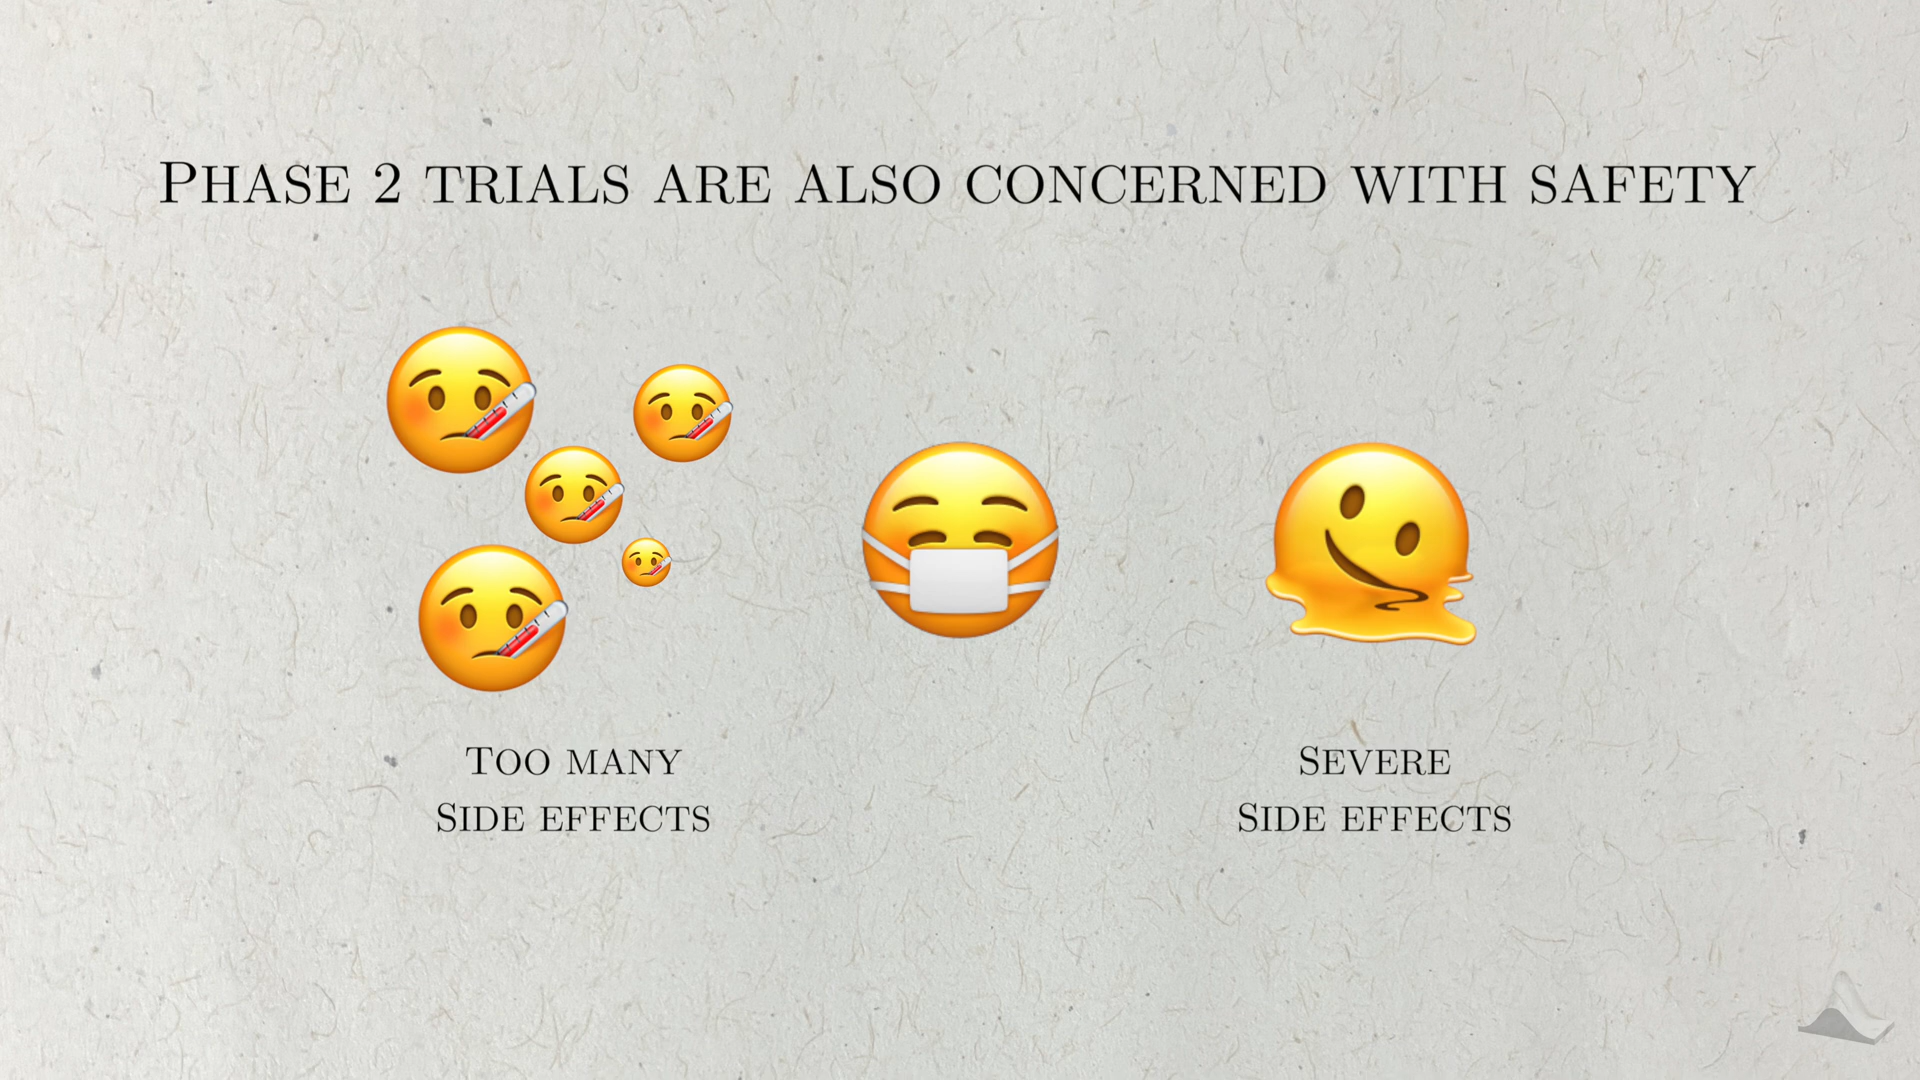 Phase 2 trials are also concerned with safety
Too many
Side effects
Severe
Side effects